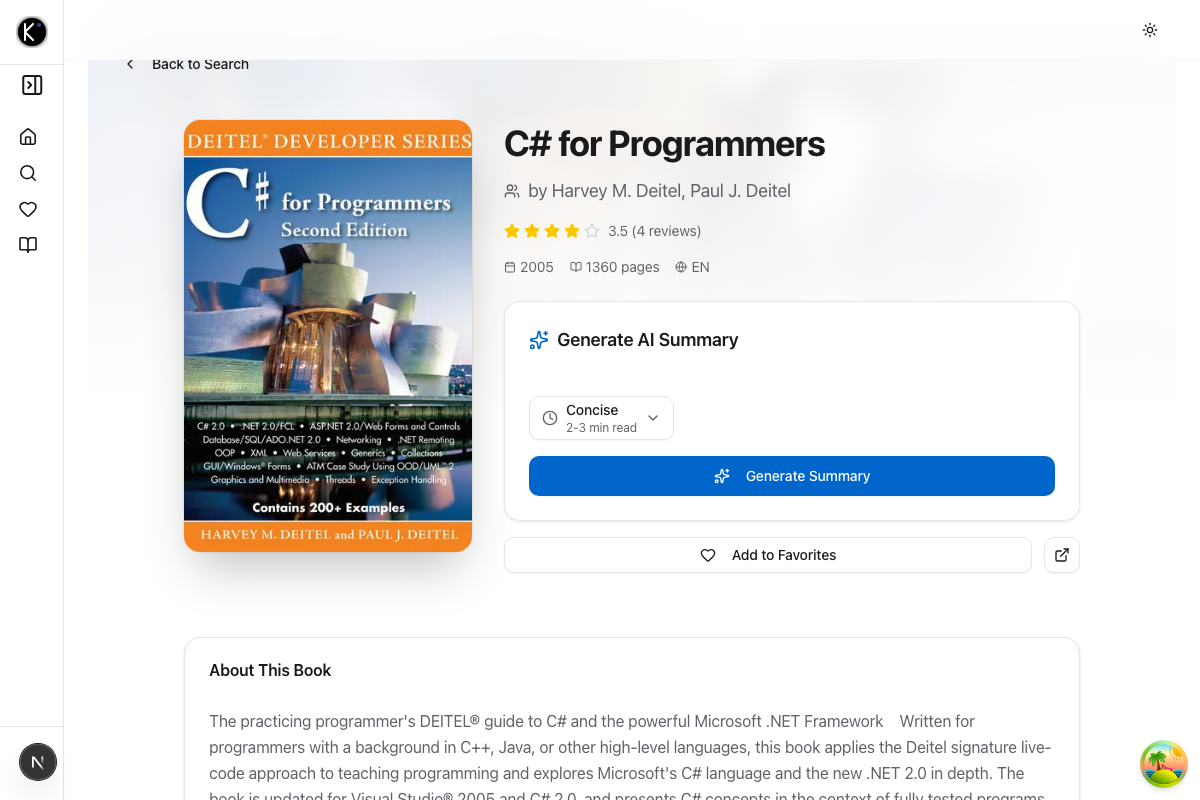 K
Back to Search
DEITEL® DEVELOPER SERIES
C#
for Programmers
Second Edition
C# 2.0 • .NET 2.0/FCL • ASP.NET 2.0/Web Forms and Controls
Database/SQL/ADO.NET 2.0 • Networking • .NET Remoting
OOP • XML • Web Services • Generics • Collections
GUI/Windows® Forms • ATM Case Study Using OOD/UML™ 2
Graphics and Multimedia • Threads • Exception Handling
Contains 200+ Examples
HARVEY M. DEITEL and PAUL J. DEITEL
C# for Programmers
by Harvey M. Deitel, Paul J. Deitel
3.5 (4 reviews)
2005 1360 pages EN
Generate AI Summary
Concise
2-3 min read
Generate Summary
Add to Favorites
About This Book
The practicing programmer's DEITEL® guide to C# and the powerful Microsoft .NET Framework Written for
programmers with a background in C++, Java, or other high-level languages, this book applies the Deitel signature live-
code approach to teaching programming and explores Microsoft's C# language and the new .NET 2.0 in depth. The
book is updated for Visual Studio® 2005 and C# 2.0, and presents C# concepts in the context of fully tested programs,
N